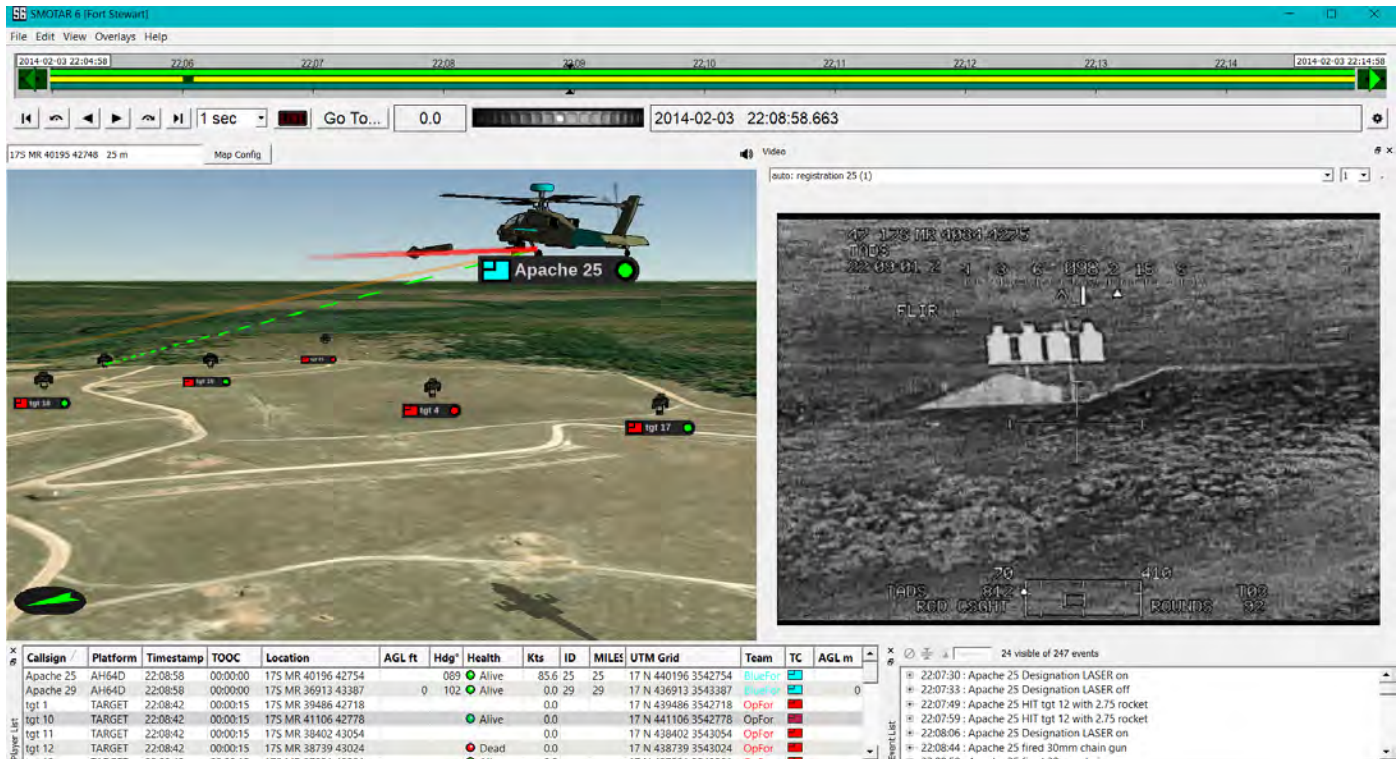 SMOTAR 6 [Fort Stewart]
File Edit View Overlays Help
2014-02-03 22:04:58 22:06 22:07 22:08 22:09 22:10 22:11 22:12 22:13 22:14 2014-02-03 22:14:58
1 sec LIVE Go To... 0.0 2014-02-03 22:08:58.663
17S MR 40195 42748 25 m Map Config Video
auto: registration 25 (1) 1
47 17S MR 4034 4275
TADS
22:09:01 Z 098
FLIR
Apache 25
tgt 18
tgt 4
tgt 17
70 410
TADS 812
ROUNDS 92
Callsign Platform Timestamp TOOC Location AGL ft Hdg° Health Kts ID MILES UTM Grid Team TC AGL m
Apache 25 AH64D 22:08:58 00:00:00 17S MR 40196 42754 089 Alive 85.6 25 25 17 N 440196 3542754 BlueFor
Apache 29 AH64D 22:08:58 00:00:00 17S MR 36913 43387 0 102 Alive 0.0 29 29 17 N 436913 3543387 BlueFor 0
tgt 1 TARGET 22:08:42 00:00:15 17S MR 39486 42718 0.0 17 N 439486 3542718 OpFor
tgt 10 TARGET 22:08:42 00:00:15 17S MR 41106 42778 Alive 0.0 17 N 441106 3542778 OpFor
tgt 11 TARGET 22:08:42 00:00:15 17S MR 38402 43054 0.0 17 N 438402 3543054 OpFor
tgt 12 TARGET 22:08:42 00:00:15 17S MR 38739 43024 Dead 0.0 17 N 438739 3543024 OpFor
Player List
24 visible of 247 events
22:07:30 : Apache 25 Designation LASER on
22:07:33 : Apache 25 Designation LASER off
22:07:49 : Apache 25 HIT tgt 12 with 2.75 rocket
22:07:59 : Apache 25 HIT tgt 12 with 2.75 rocket
22:08:06 : Apache 25 Designation LASER on
22:08:44 : Apache 25 fired 30mm chain gun
Event List